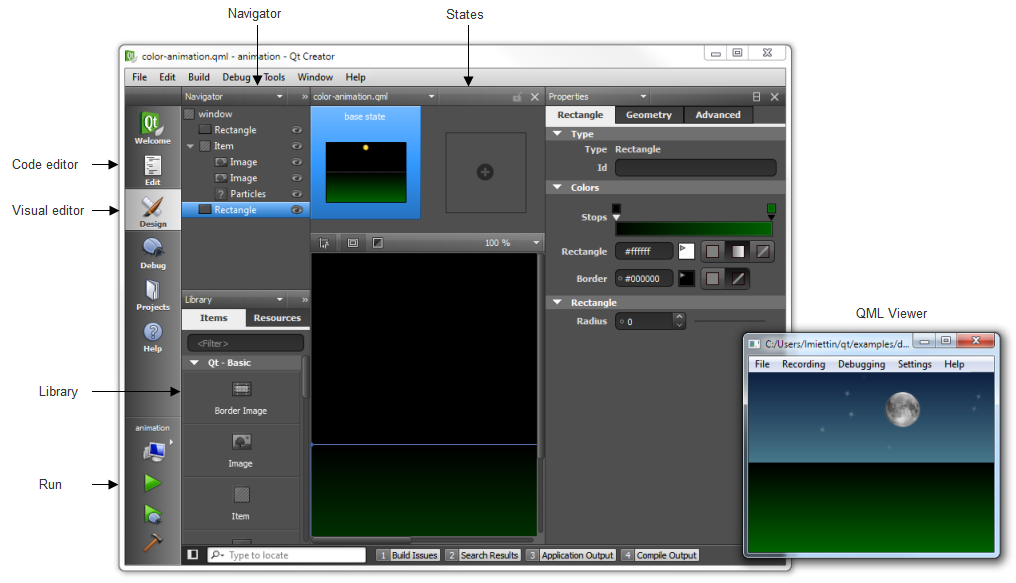 Navigator
States
color-animation.qml - animation - Qt Creator
File Edit Build Debug Tools Window Help
Navigator
color-animation.qml
Properties
Qt
Welcome
Edit
Design
Debug
Projects
Help
animation
Code editor
Visual editor
Library
Run
window
Rectangle
Item
Image
Image
? Particles
Rectangle
base state
100 %
Rectangle Geometry Advanced
Type
Type Rectangle
Id
Colors
Stops
Rectangle #ffffff
Border #000000
Rectangle
Radius 0
Library
Items Resources
<Filter>
Qt - Basic
Border Image
Image
Item
Type to locate
1 Build Issues 2 Search Results 3 Application Output 4 Compile Output
QML Viewer
C:/Users/lmiettin/qt/examples/d...
File Recording Debugging Settings Help